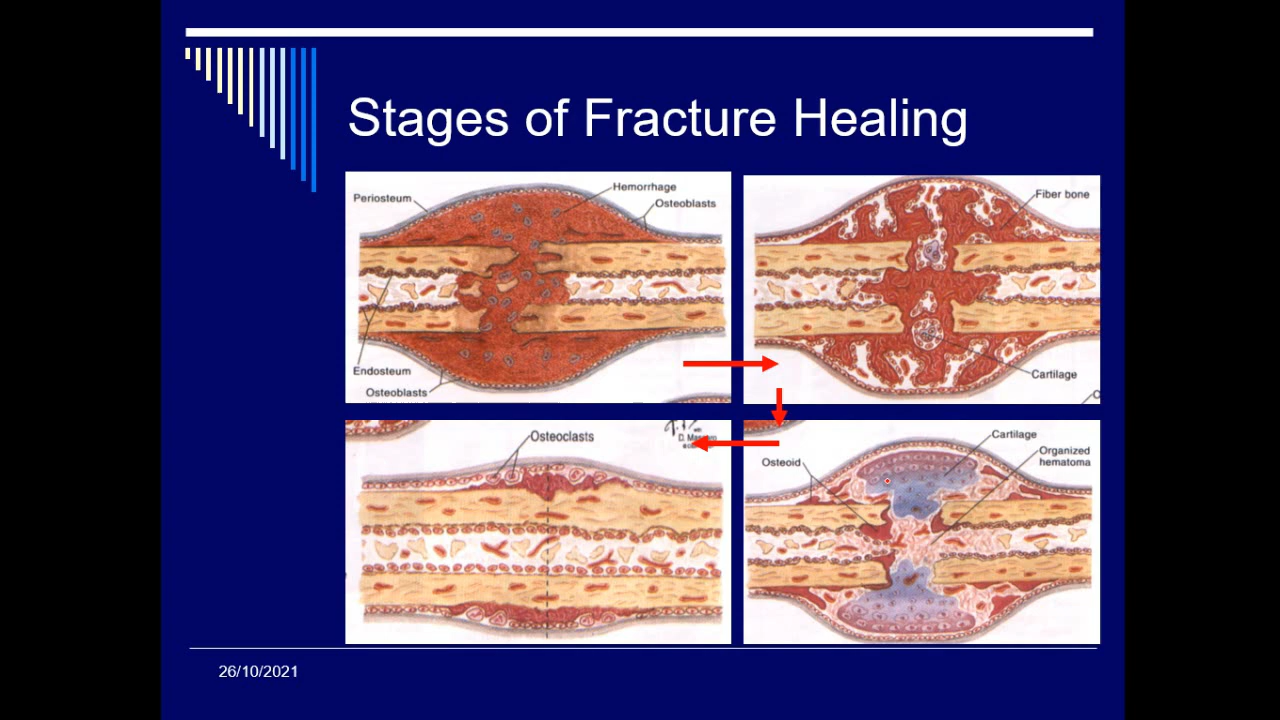 Stages of Fracture Healing
Hemorrhage
Periosteum
Osteoblasts
Endosteum
Osteoblasts
Fiber bone
Cartilage
Osteoclasts
Cartilage
Organized
hematoma
Osteoid
26/10/2021